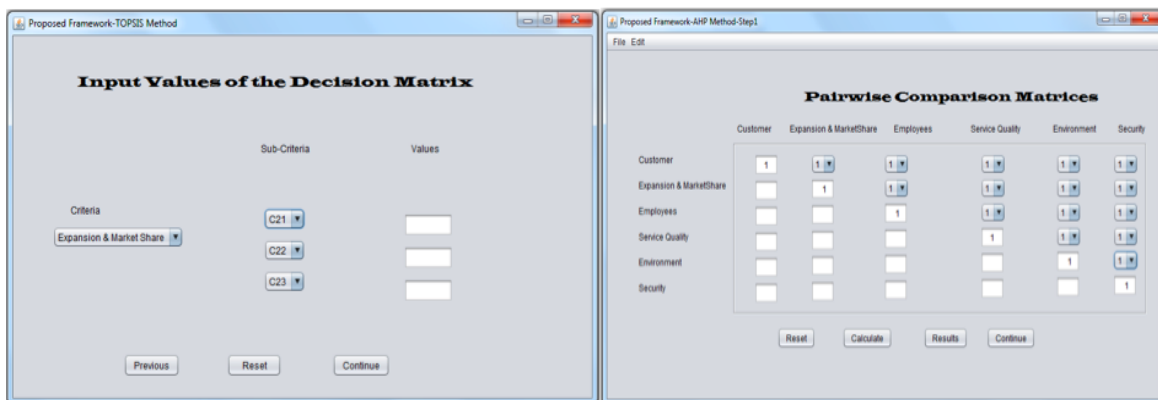 Proposed Framework-TOPSIS Method
Input Values of the Decision Matrix
Sub-Criteria Values
Criteria
Expansion & Market Share
C21
C22
C23
Previous Reset Continue
Proposed Framework-AHP Method-Step1
File Edit
Pairwise Comparison Matrices
Customer Expansion & MarketShare Employees Service Quality Environment Security
Customer 1 1 1 1 1 1
Expansion & MarketShare 1 1 1 1 1
Employees 1 1 1 1
Service Quality 1 1 1
Environment 1 1
Security 1
Reset Calculate Results Continue